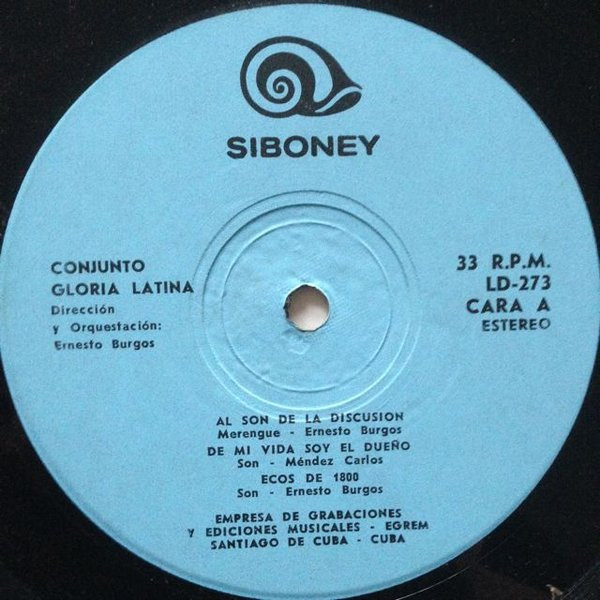 SIBONEY
CONJUNTO
GLORIA LATINA
Dirección
y Orquestación:
Ernesto Burgos
33 R.P.M.
LD-273
CARA A
ESTEREO
AL SON DE LA DISCUSION
Merengue - Ernesto Burgos
DE MI VIDA SOY EL DUEÑO
Son - Méndez Carlos
ECOS DE 1800
Son - Ernesto Burgos
EMPRESA DE GRABACIONES
Y EDICIONES MUSICALES - EGREM
SANTIAGO DE CUBA - CUBA